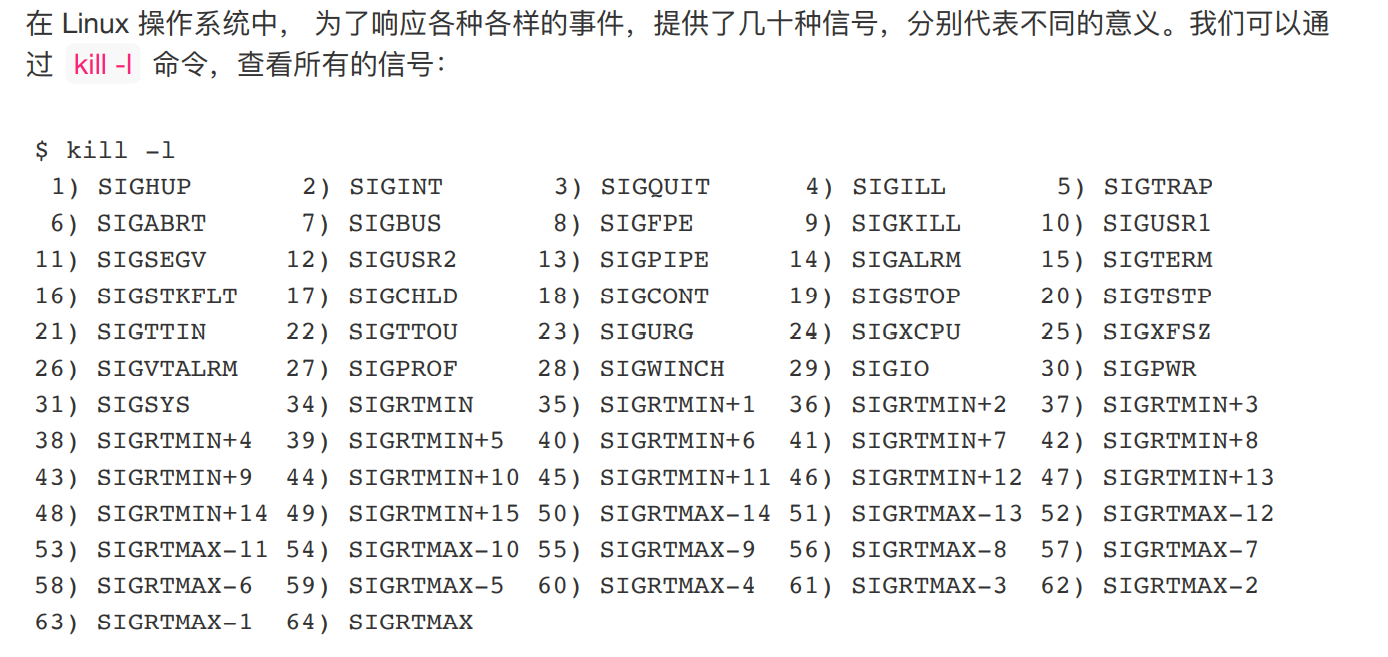 在 Linux 操作系统中， 为了响应各种各样的事件，提供了几十种信号，分别代表不同的意义。我们可以通
过 kill -l 命令，查看所有的信号：
$ kill -l
1) SIGHUP 2) SIGINT 3) SIGQUIT 4) SIGILL 5) SIGTRAP
6) SIGABRT 7) SIGBUS 8) SIGFPE 9) SIGKILL 10) SIGUSR1
11) SIGSEGV 12) SIGUSR2 13) SIGPIPE 14) SIGALRM 15) SIGTERM
16) SIGSTKFLT 17) SIGCHLD 18) SIGCONT 19) SIGSTOP 20) SIGTSTP
21) SIGTTIN 22) SIGTTOU 23) SIGURG 24) SIGXCPU 25) SIGXFSZ
26) SIGVTALRM 27) SIGPROF 28) SIGWINCH 29) SIGIO 30) SIGPWR
31) SIGSYS 34) SIGRTMIN 35) SIGRTMIN+1 36) SIGRTMIN+2 37) SIGRTMIN+3
38) SIGRTMIN+4 39) SIGRTMIN+5 40) SIGRTMIN+6 41) SIGRTMIN+7 42) SIGRTMIN+8
43) SIGRTMIN+9 44) SIGRTMIN+10 45) SIGRTMIN+11 46) SIGRTMIN+12 47) SIGRTMIN+13
48) SIGRTMIN+14 49) SIGRTMIN+15 50) SIGRTMAX-14 51) SIGRTMAX-13 52) SIGRTMAX-12
53) SIGRTMAX-11 54) SIGRTMAX-10 55) SIGRTMAX-9 56) SIGRTMAX-8 57) SIGRTMAX-7
58) SIGRTMAX-6 59) SIGRTMAX-5 60) SIGRTMAX-4 61) SIGRTMAX-3 62) SIGRTMAX-2
63) SIGRTMAX-1 64) SIGRTMAX